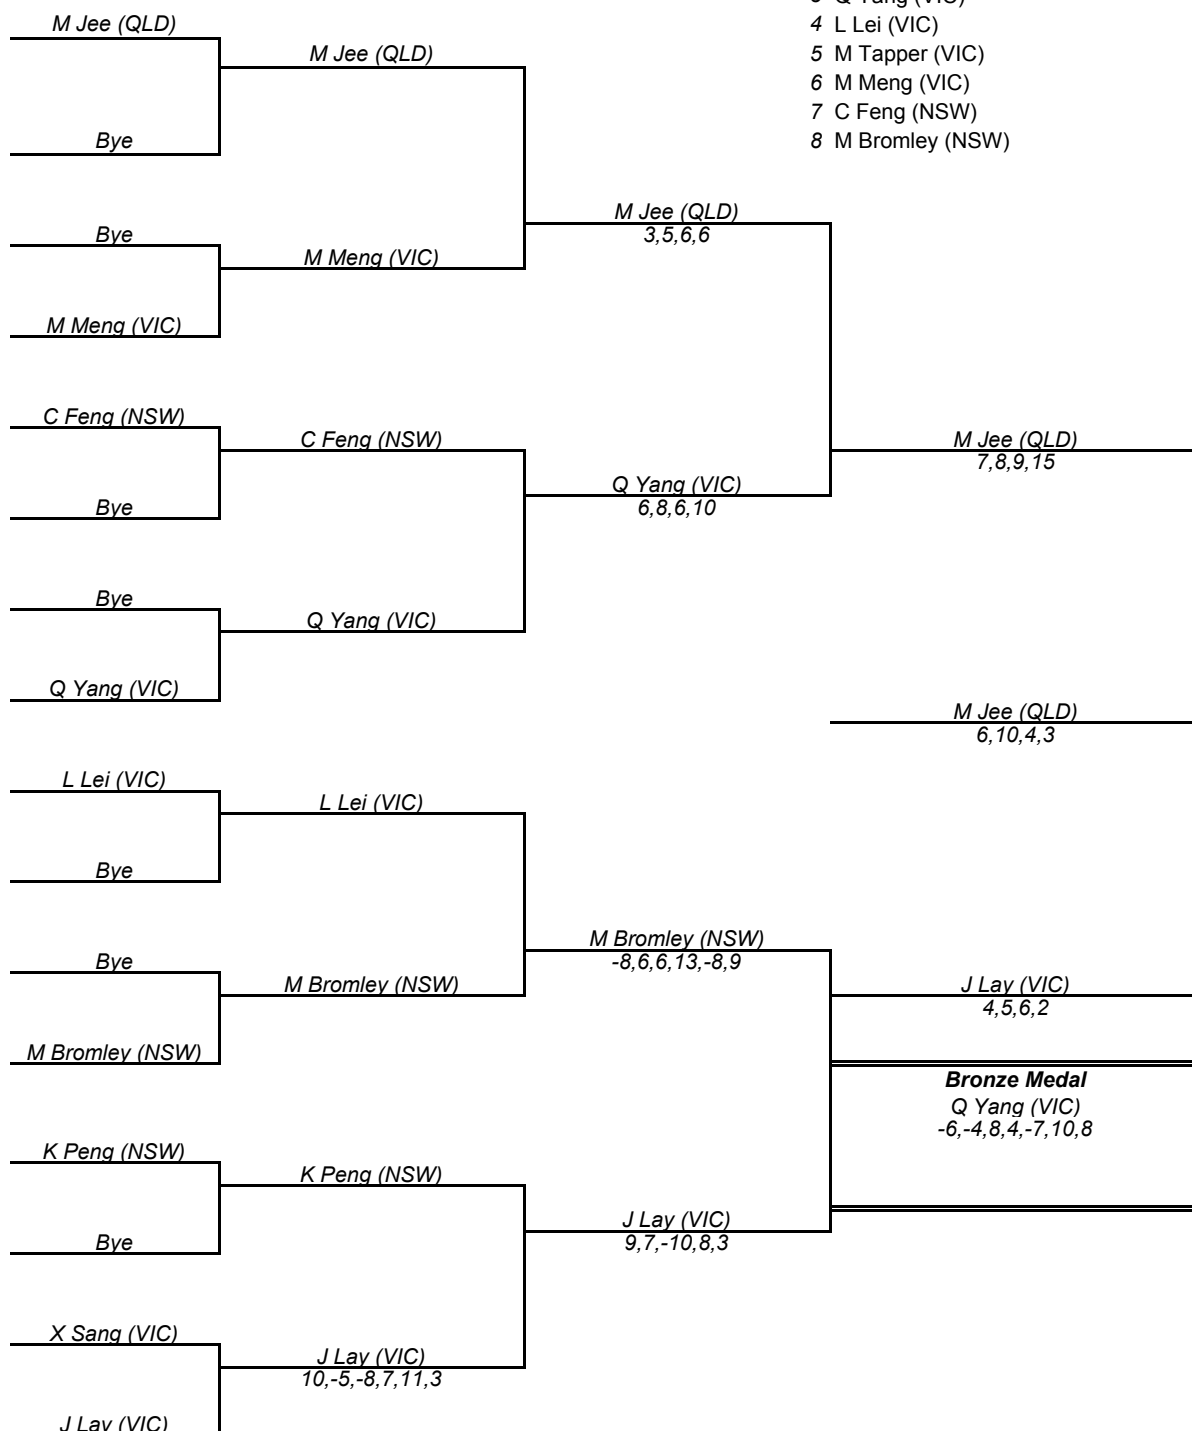 3 Q Yang (VIC)
4 L Lei (VIC)
5 M Tapper (VIC)
6 M Meng (VIC)
7 C Feng (NSW)
8 M Bromley (NSW)
M Jee (QLD)
M Jee (QLD)
Bye
M Jee (QLD)
3,5,6,6
Bye
M Meng (VIC)
M Meng (VIC)
C Feng (NSW)
C Feng (NSW)
M Jee (QLD)
7,8,9,15
Q Yang (VIC)
6,8,6,10
Bye
Bye
Q Yang (VIC)
Q Yang (VIC)
M Jee (QLD)
6,10,4,3
L Lei (VIC)
L Lei (VIC)
Bye
M Bromley (NSW)
-8,6,6,13,-8,9
Bye
M Bromley (NSW)
J Lay (VIC)
4,5,6,2
M Bromley (NSW)
Bronze Medal
Q Yang (VIC)
-6,-4,8,4,-7,10,8
K Peng (NSW)
K Peng (NSW)
J Lay (VIC)
9,7,-10,8,3
Bye
X Sang (VIC)
J Lay (VIC)
10,-5,-8,7,11,3
J Lay (VIC)